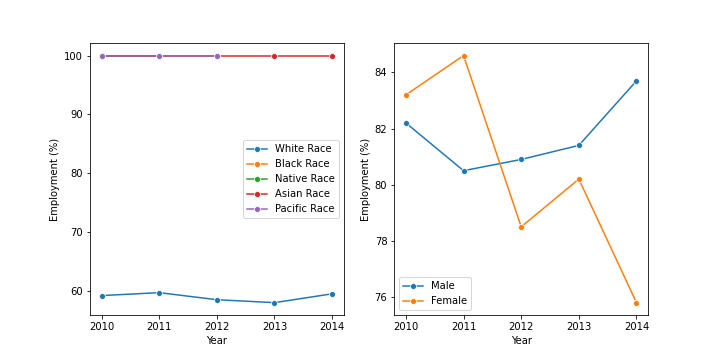 100
90
80
70
60
Employment (%)
2010 2011 2012 2013 2014
Year
White Race
Black Race
Native Race
Asian Race
Pacific Race
84
82
80
78
76
Employment (%)
2010 2011 2012 2013 2014
Year
Male
Female